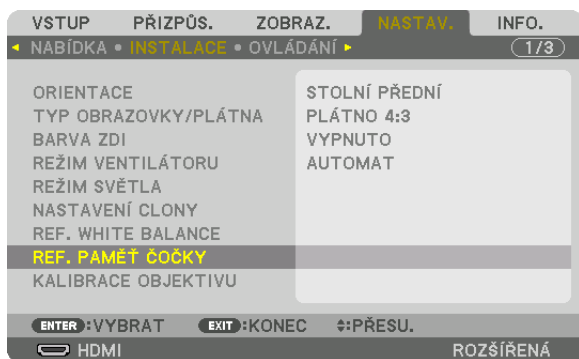 VSTUP PŘIZPŮS. ZOBRAZ. NASTAV. INFO.
NABÍDKA • INSTALACE • OVLÁDÁNÍ 1/3
ORIENTACE STOLNÍ PŘEDNÍ
TYP OBRAZOVKY/PLÁTNA PLÁTNO 4:3
BARVA ZDI VYPNUTO
REŽIM VENTILÁTORU AUTOMAT
REŽIM SVĚTLA
NASTAVENÍ CLONY
REF. WHITE BALANCE
REF. PAMĚŤ ČOČKY
KALIBRACE OBJEKTIVU
ENTER :VYBRAT EXIT :KONEC :PŘESU.
HDMI ROZŠÍŘENÁ